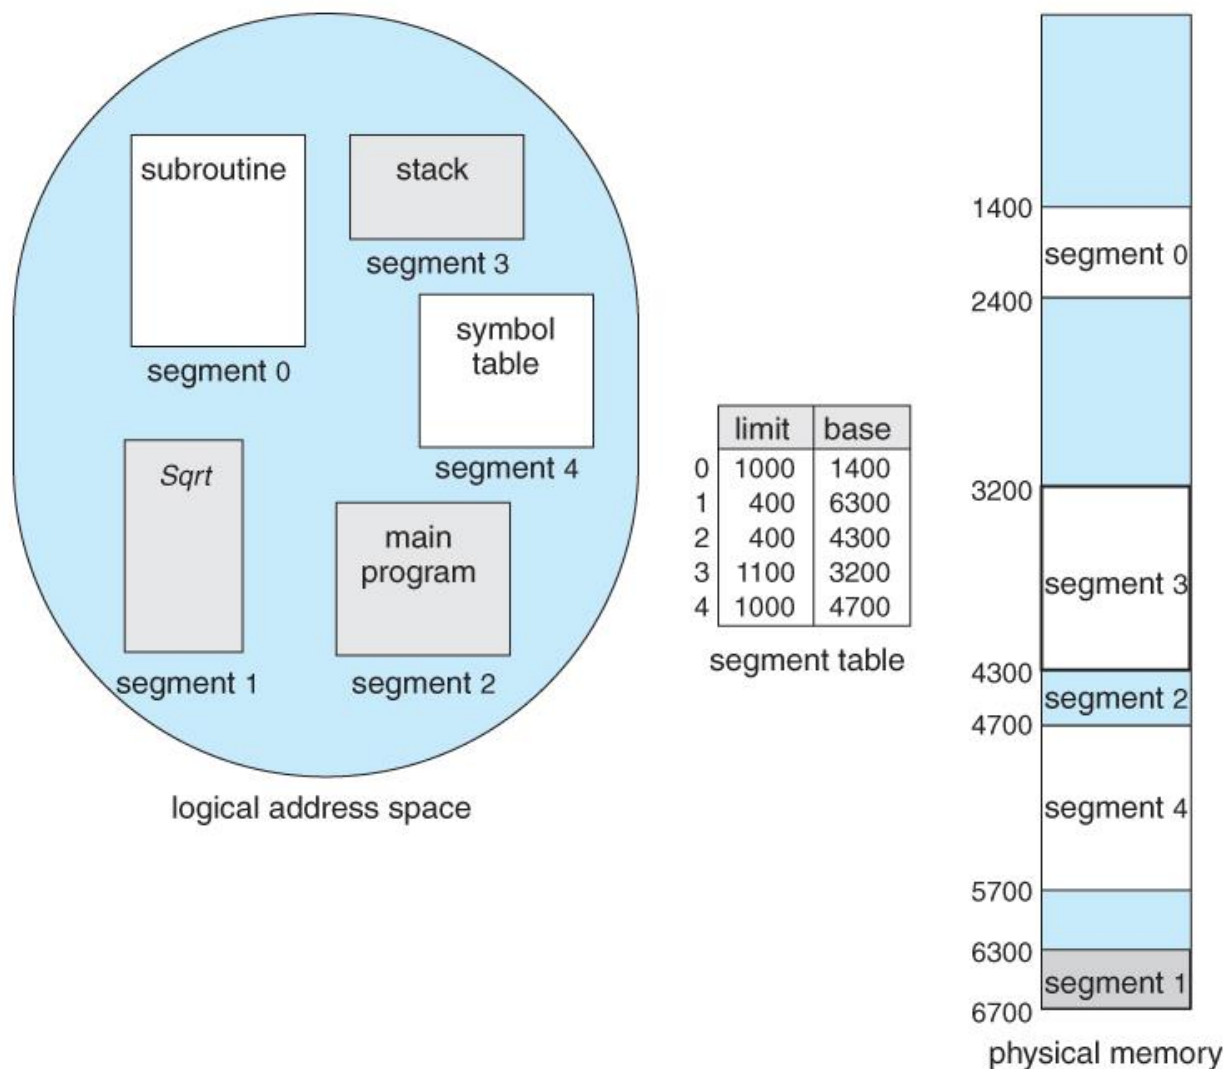 subroutine
segment 0
stack
segment 3
symbol
table
segment 4
Sqrt
segment 1
main
program
segment 2
logical address space
limit base
0 1000 1400
1 400 6300
2 400 4300
3 1100 3200
4 1000 4700
segment table
1400
segment 0
2400
3200
segment 3
4300
segment 2
4700
segment 4
5700
6300
segment 1
6700
physical memory